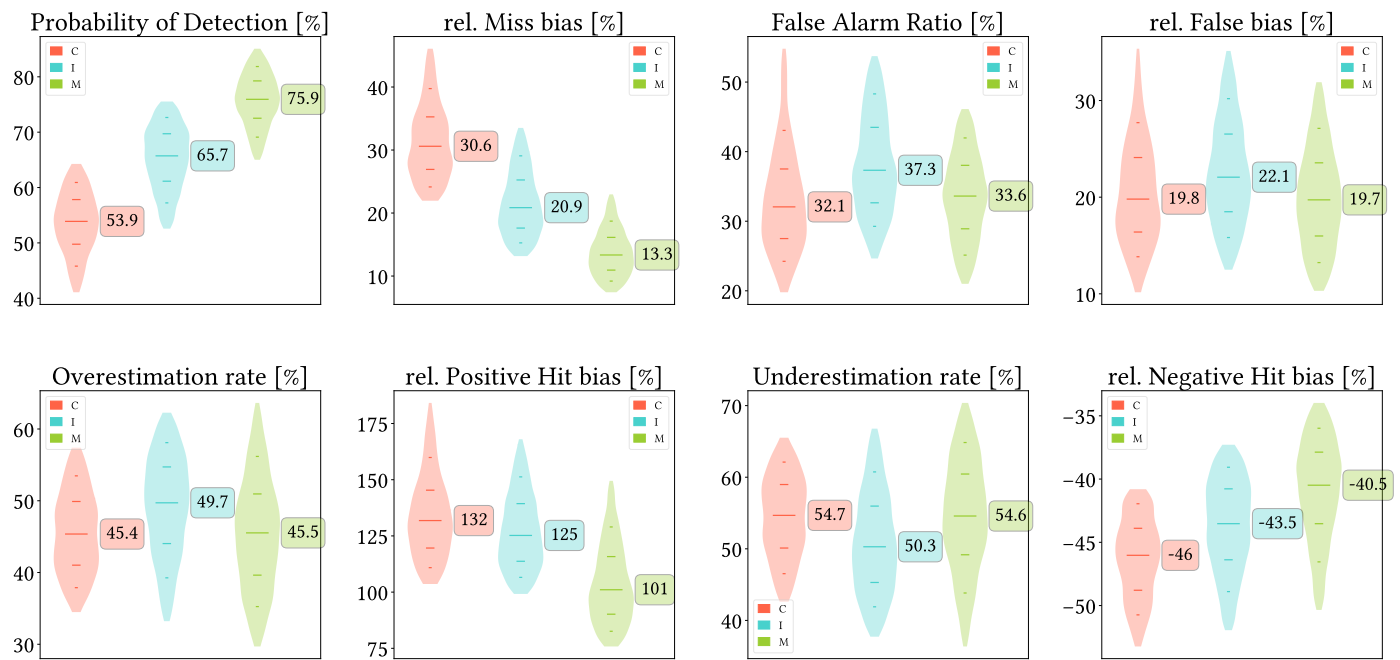 Probability of Detection [%]
C
I
M
80
70
60
50
40
53.9
65.7
75.9
rel. Miss bias [%]
C
I
M
40
30
20
10
30.6
20.9
13.3
False Alarm Ratio [%]
C
I
M
50
40
30
20
32.1
37.3
33.6
rel. False bias [%]
C
I
M
30
20
10
19.8
22.1
19.7
Overestimation rate [%]
C
I
M
60
50
40
30
45.4
49.7
45.5
rel. Positive Hit bias [%]
C
I
M
175
150
125
100
75
132
125
101
Underestimation rate [%]
70
60
50
40
54.7
50.3
54.6
C
I
M
rel. Negative Hit bias [%]
C
I
M
−35
−40
−45
−50
-46
-43.5
-40.5